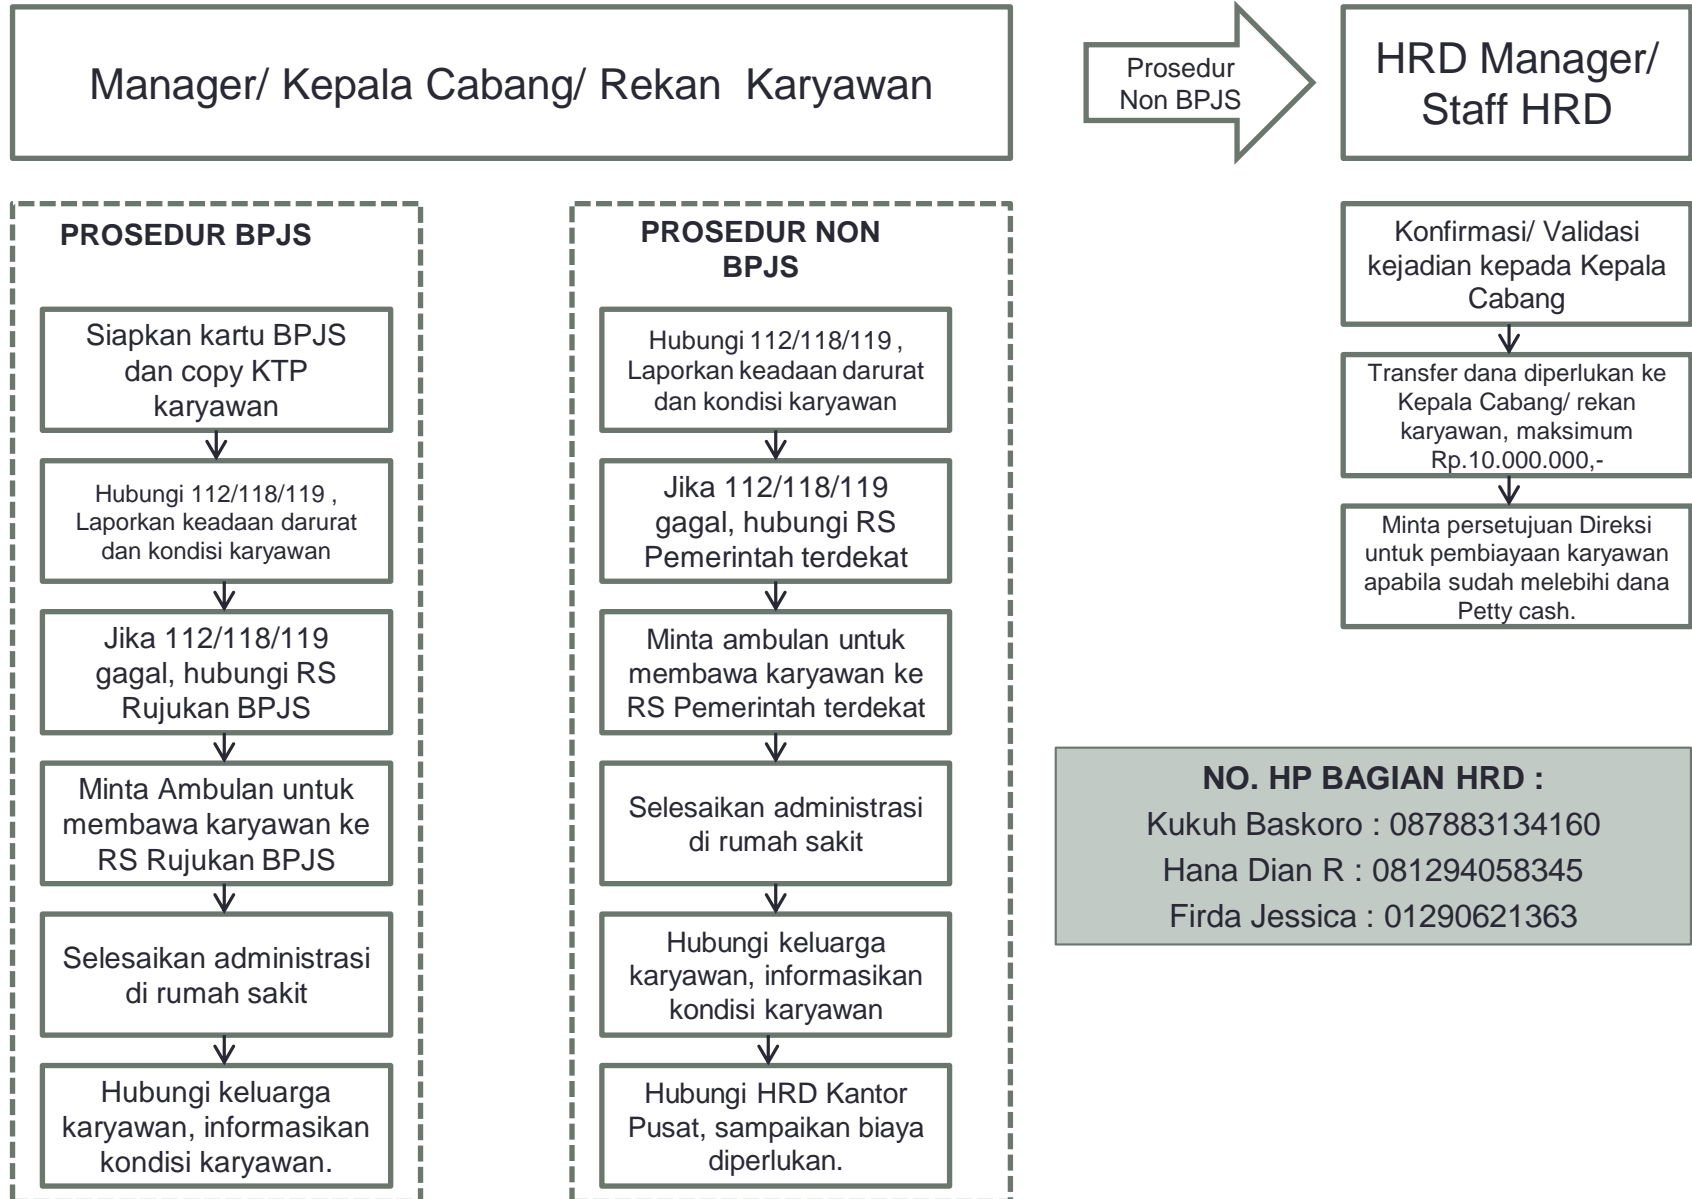 Manager/ Kepala Cabang/ Rekan  Karyawan
Prosedur
Non BPJS
HRD Manager/
Staff HRD
PROSEDUR BPJS
Siapkan kartu BPJS
dan copy KTP
karyawan
Hubungi 112/118/119 ,
Laporkan keadaan darurat
dan kondisi karyawan
Jika 112/118/119
gagal, hubungi RS
Rujukan BPJS
Minta Ambulan untuk
membawa karyawan ke
RS Rujukan BPJS
Selesaikan administrasi
di rumah sakit
Hubungi keluarga
karyawan, informasikan
kondisi karyawan.
PROSEDUR NON
BPJS
Hubungi 112/118/119 ,
Laporkan keadaan darurat
dan kondisi karyawan
Jika 112/118/119
gagal, hubungi RS
Pemerintah terdekat
Minta ambulan untuk
membawa karyawan ke
RS Pemerintah terdekat
Selesaikan administrasi
di rumah sakit
Hubungi keluarga
karyawan, informasikan
kondisi karyawan
Hubungi HRD Kantor
Pusat, sampaikan biaya
diperlukan.
Konfirmasi/ Validasi
kejadian kepada Kepala
Cabang
Transfer dana diperlukan ke
Kepala Cabang/ rekan
karyawan, maksimum
Rp.10.000.000,-
Minta persetujuan Direksi
untuk pembiayaan karyawan
apabila sudah melebihi dana
Petty cash.
NO. HP BAGIAN HRD :
Kukuh Baskoro : 087883134160
Hana Dian R : 081294058345
Firda Jessica : 01290621363